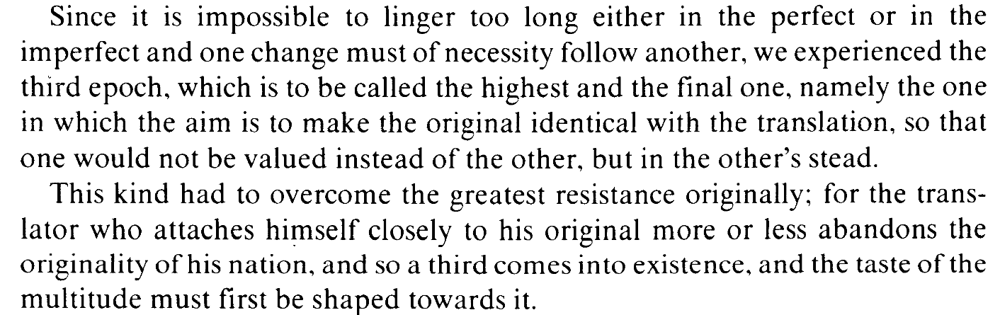 Since it is impossible to linger too long either in the perfect or in the
imperfect and one change must of necessity follow another, we experienced the
third epoch, which is to be called the highest and the final one, namely the one
in which the aim is to make the original identical with the translation, so that
one would not be valued instead of the other, but in the other's stead.
This kind had to overcome the greatest resistance originally; for the trans-
lator who attaches himself closely to his original more or less abandons the
originality of his nation, and so a third comes into existence, and the taste of the
multitude must first be shaped towards it.